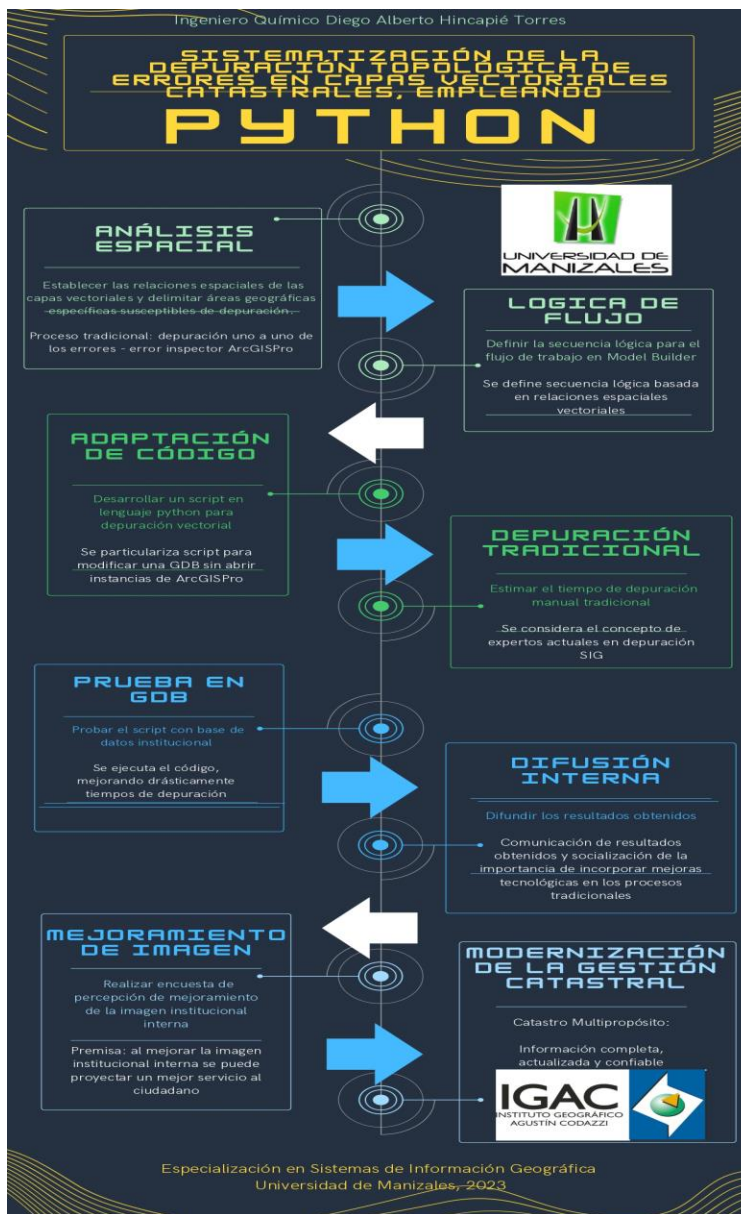 Ingeniero Químico Diego Alberto Hincapié Torres
SISTEMATIZACIÓN DE LA
DEPURACIÓN TOPOLÓGICA DE
ERRORES EN CAPAS VECTORIALES
CATASTRALES, EMPLEANDO
PYTHON
ANÁLISIS
ESPACIAL
Establecer las relaciones espaciales de las
capas vectoriales y delimitar áreas geográficas
específicas susceptibles de depuración.
Proceso tradicional: depuración uno a uno de
los errores - error inspector ArcGISPro
UNIVERSIDAD DE
MANIZALES
LOGICA DE
FLUJO
Definir la secuencia lógica para el
flujo de trabajo en Model Builder
Se define secuencia lógica basada
en relaciones espaciales
vectoriales
ADAPTACIÓN
DE CÓDIGO
Desarrollar un script en
lenguaje python para
depuración vectorial
Se particulariza script para
modificar una GDB sin abrir
instancias de ArcGISPro
DEPURACIÓN
TRADICIONAL
Estimar el tiempo de depuración
manual tradicional
Se considera el concepto de
expertos actuales en depuración
SIG
PRUEBA EN
GDB
Probar el script con base de
datos institucional
Se ejecuta el código,
mejorando drásticamente
tiempos de depuración
DIFUSIÓN
INTERNA
Difundir los resultados obtenidos
Comunicación de resultados
obtenidos y socialización de la
importancia de incorporar mejoras
tecnológicas en los procesos
tradicionales
MEJORAMIENTO
DE IMAGEN
Realizar encuesta de
percepción de mejoramiento
de la imagen institucional
interna
Premisa: al mejorar la imagen
institucional interna se puede
proyectar un mejor servicio al
ciudadano
MODERNIZACIÓN
DE LA GESTIÓN
CATASTRAL
Catastro Multipropósito:
Información completa,
actualizada y confiable
IGAC
INSTITUTO GEOGRÁFICO
AGUSTÍN CODAZZI
Especialización en Sistemas de Información Geográfica
Universidad de Manizales, 2023